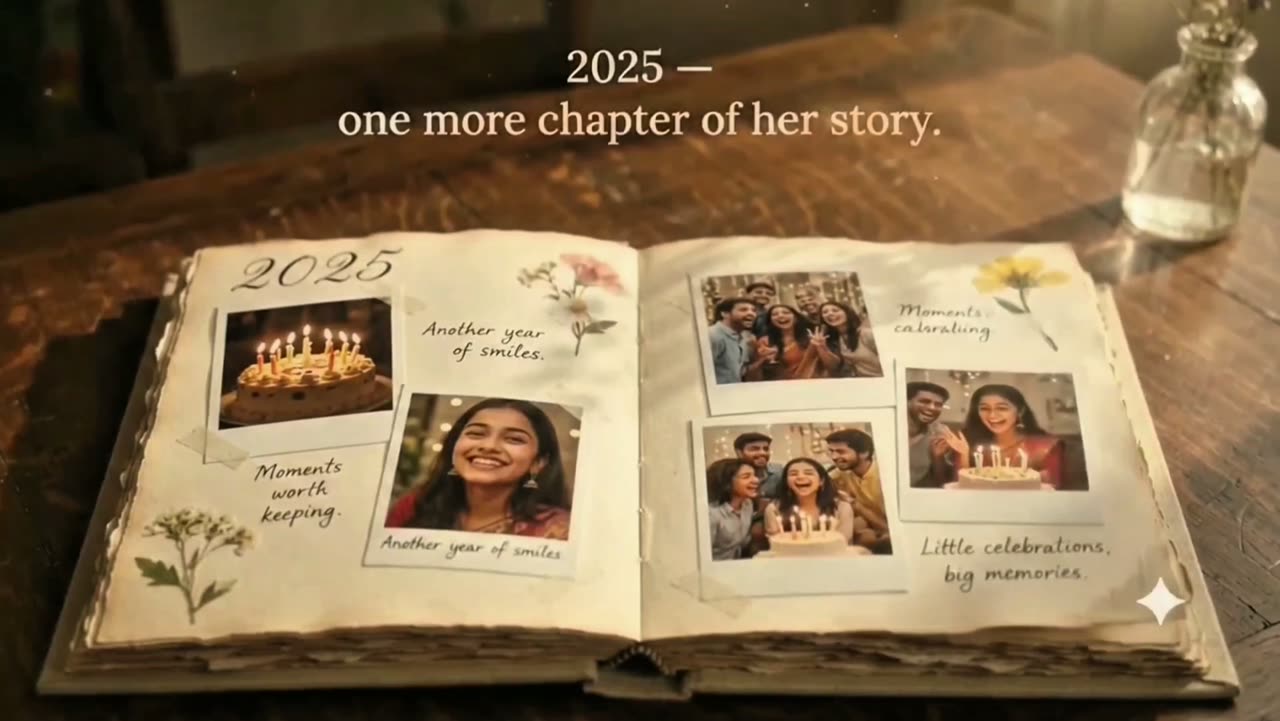 2025 —
one more chapter of her story.
2025
Another year
of smiles.
Moments
worth
keeping.
Another year of smiles
Moments
calsraliing
Little celebrations,
big memories.